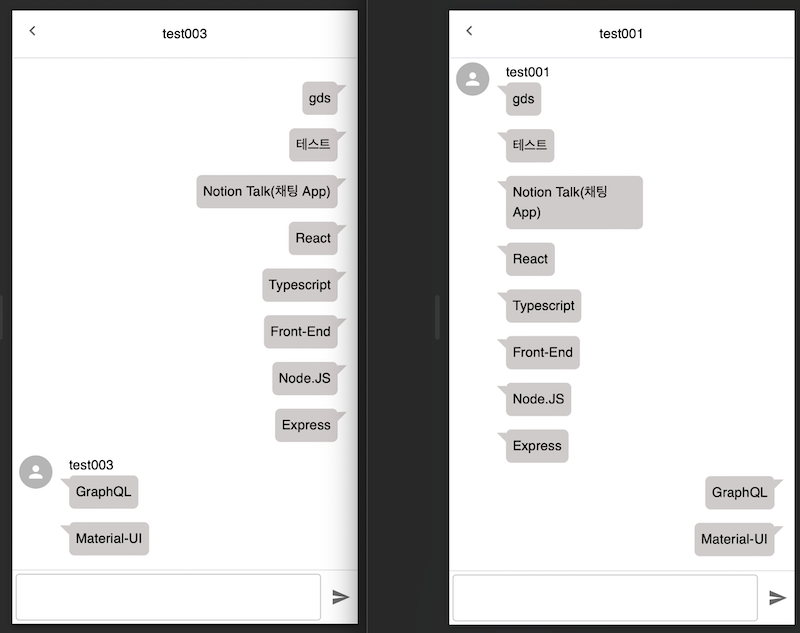 test003
gds
테스트
Notion Talk(채팅 App)
React
Typescript
Front-End
Node.JS
Express
test003
GraphQL
Material-UI
test001
test001
gds
테스트
Notion Talk(채팅
App)
React
Typescript
Front-End
Node.JS
Express
GraphQL
Material-UI